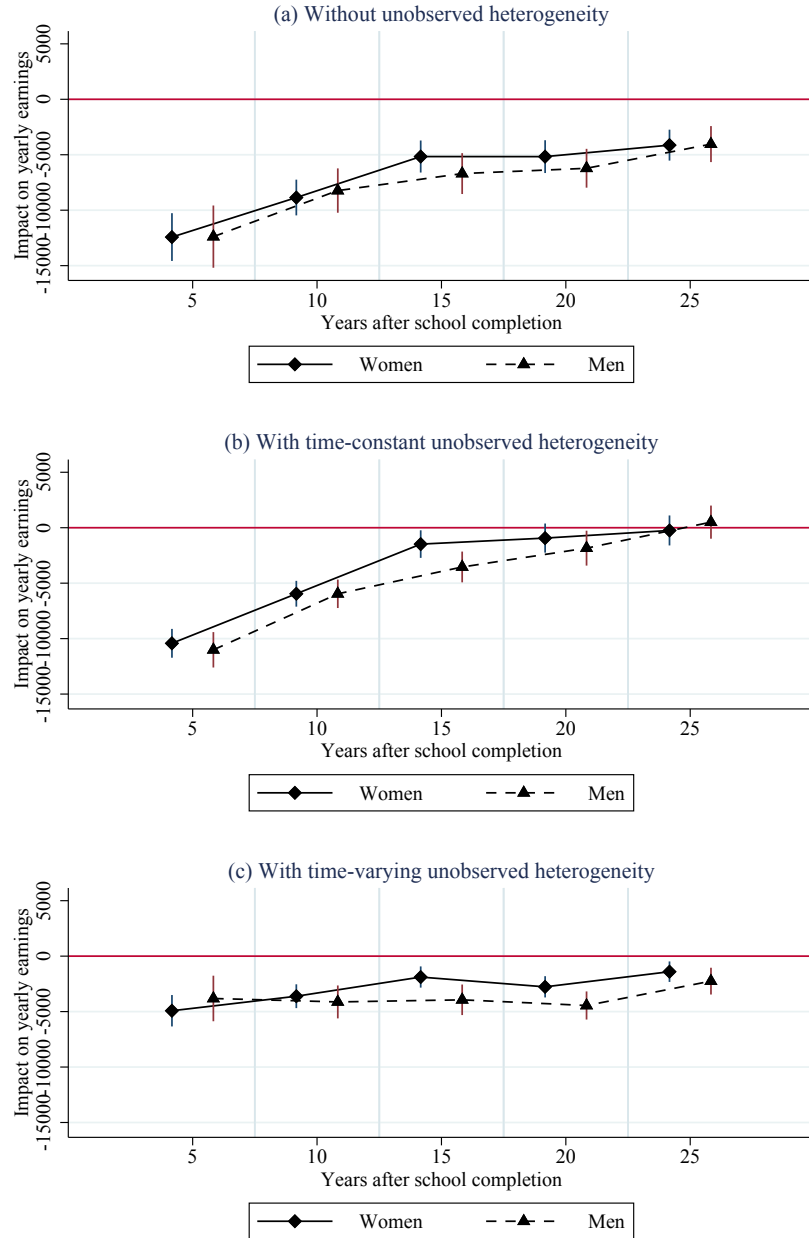 (a) Without unobserved heterogeneity
Impact on yearly earnings
5000
0
-5000
-10000
-15000
5 10 15 20 25
Years after school completion
Women Men
(b) With time-constant unobserved heterogeneity
Impact on yearly earnings
5000
0
-5000
-10000
-15000
5 10 15 20 25
Years after school completion
Women Men
(c) With time-varying unobserved heterogeneity
Impact on yearly earnings
5000
0
-5000
-10000
-15000
5 10 15 20 25
Years after school completion
Women Men